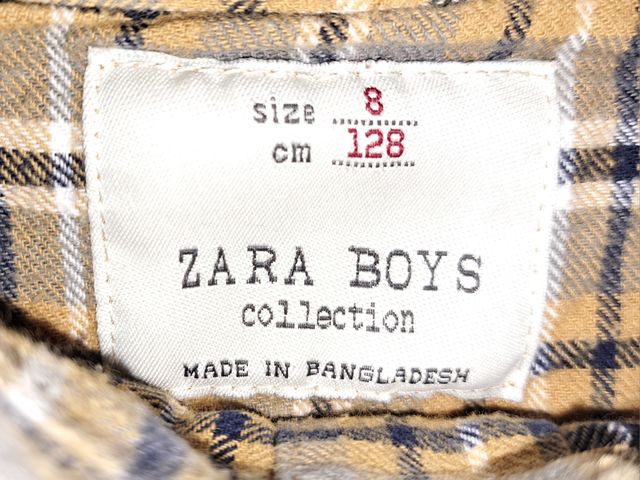 size 8
cm 128
ZARA BOYS
collection
MADE IN BANGLADESH